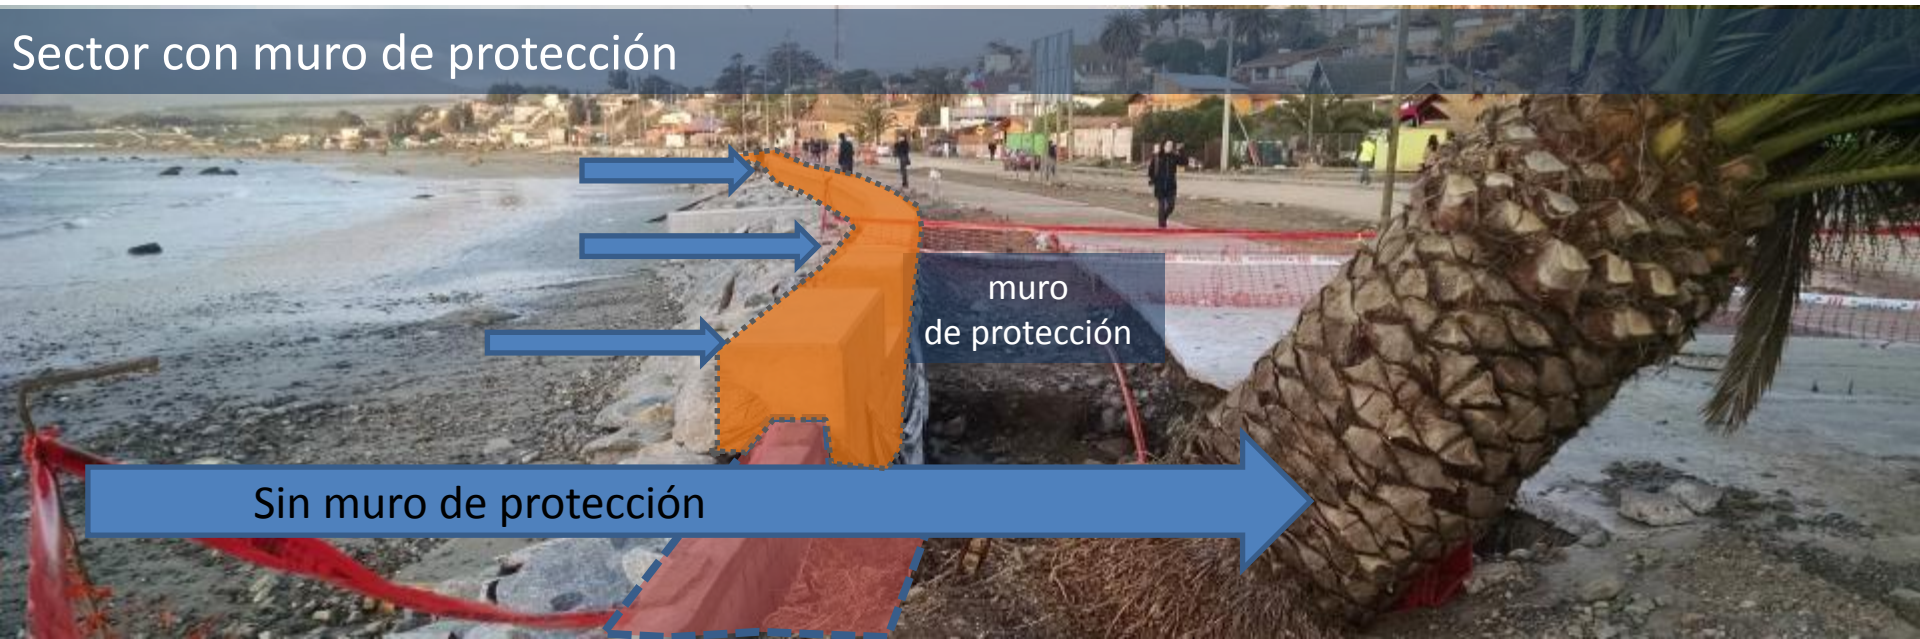 Sector con muro de protección
muro
de protección
Sin muro de protección